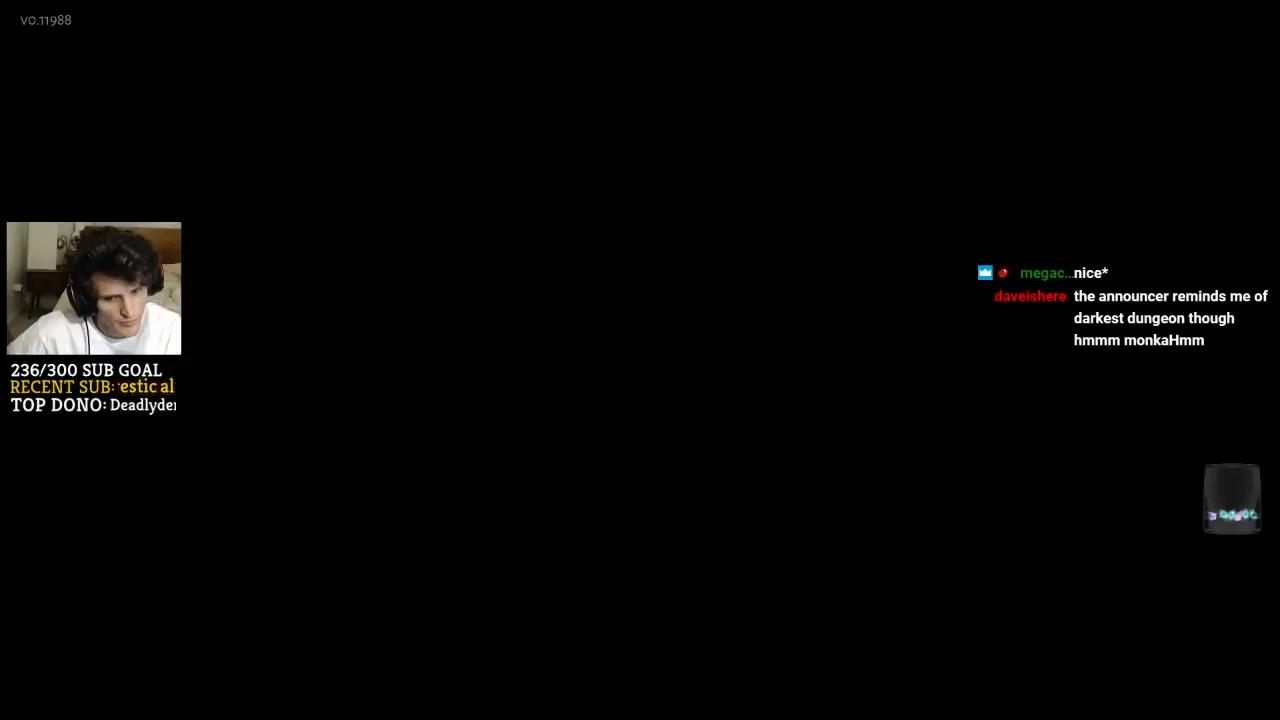 v0.11988
megac...nice*
daveishere the announcer reminds me of
darkest dungeon though
hmmm monkaHmm
236/300 SUB GOAL
RECENT SUB: estic al
TOP DONO: Deadlyder